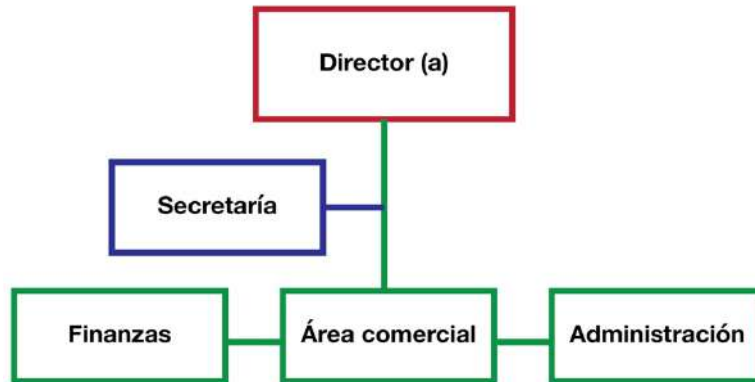 Director (a)
Secretaría
Finanzas
Área comercial
Administración